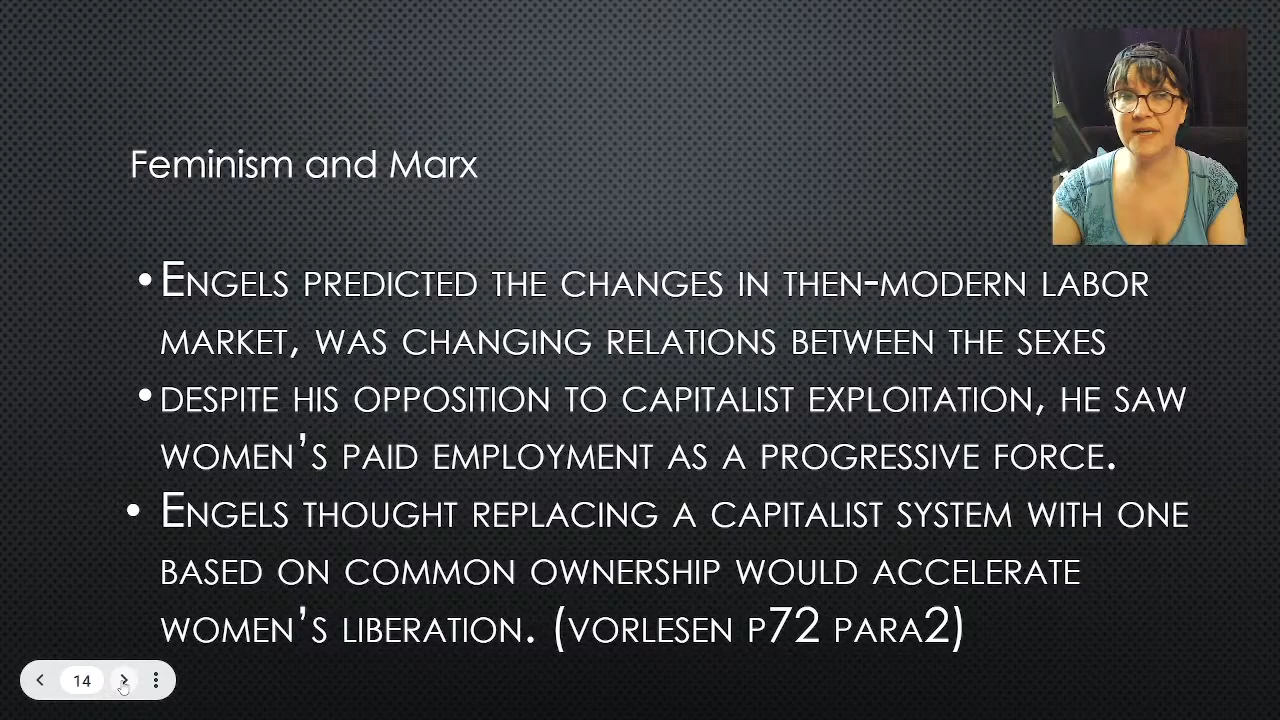 Feminism and Marx
• Engels predicted the changes in then-modern labor
market, was changing relations between the sexes
• despite his opposition to capitalist exploitation, he saw
women's paid employment as a progressive force.
• Engels thought replacing a capitalist system with one
based on common ownership would accelerate
women's liberation. (vorlesen p72 para2)
14